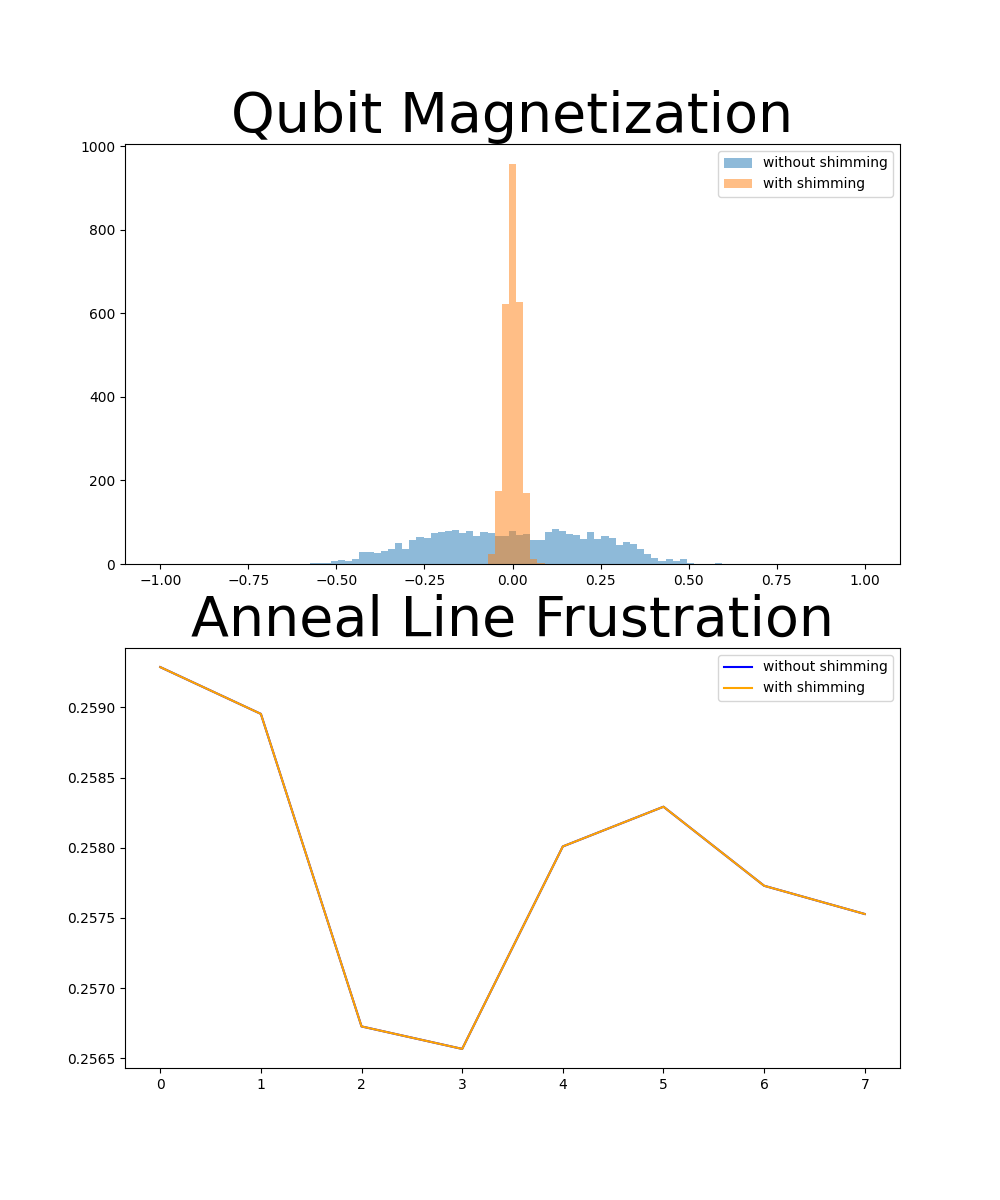 Qubit Magnetization
1000
800
600
400
200
0
without shimming
with shimming
−1.00 −0.75 −0.50 −0.25 0.00 0.25 0.50 0.75 1.00
Anneal Line Frustration
without shimming
with shimming
0.2590
0.2585
0.2580
0.2575
0.2570
0.2565
0 1 2 3 4 5 6 7